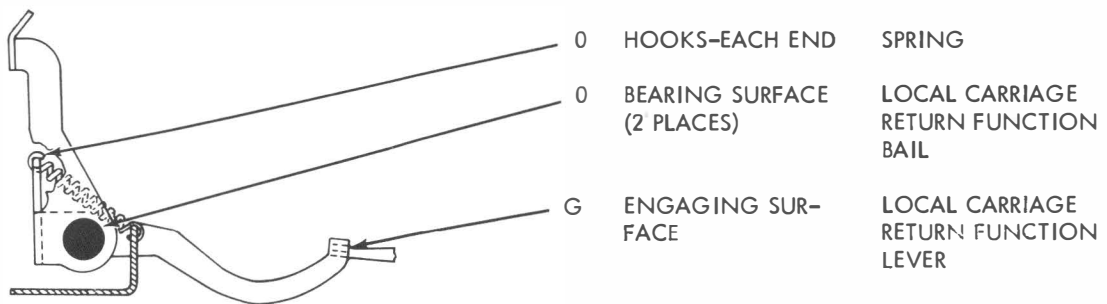 0 HOOKS-EACH END SPRING
0 BEARING SURFACE LOCAL CARRIAGE
(2 PLACES) RETURN FUNCTION
BAIL
G ENGAGING SUR- LOCAL CARRIAGE
FACE RETURN FUNCTION
LEVER